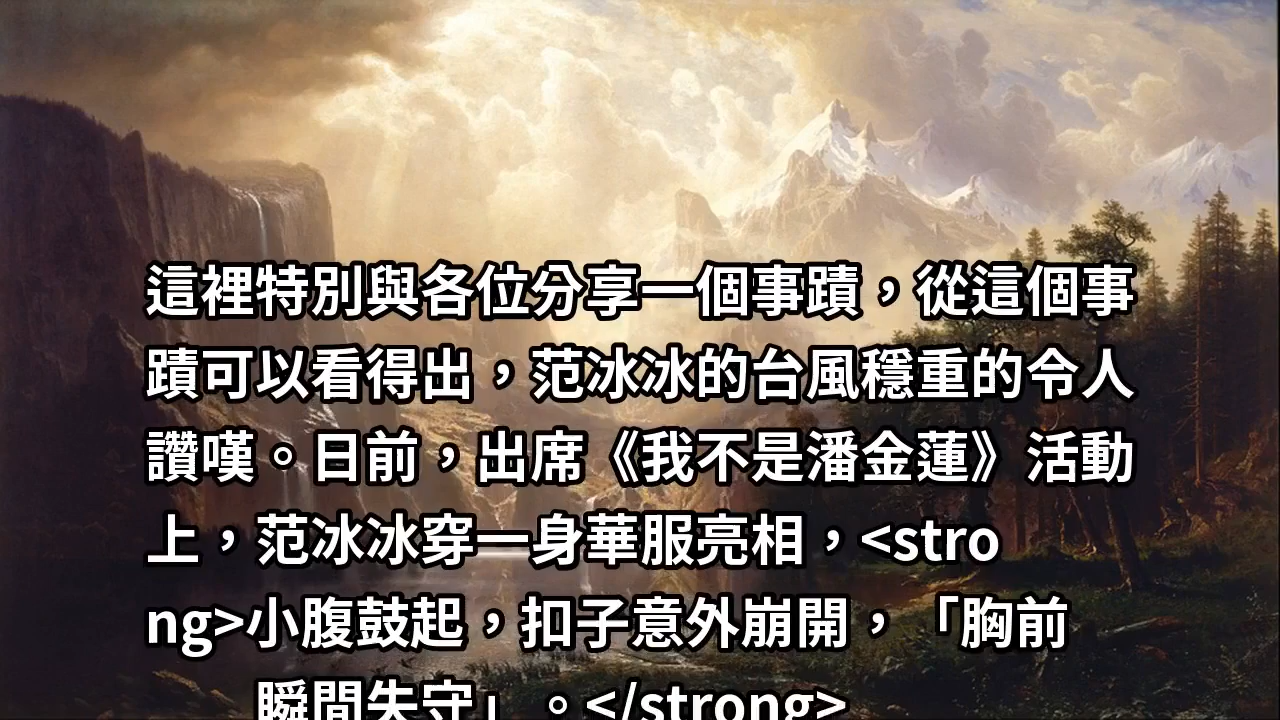 這裡特別與各位分享一個事蹟，從這個事
蹟可以看得出，范冰冰的台風穩重的令人
讚嘆。日前，出席《我不是潘金蓮》活動
上，范冰冰穿一身華服亮相，<stro
ng>小腹鼓起，扣子意外崩開，「胸前
瞬間失守」。</strong>